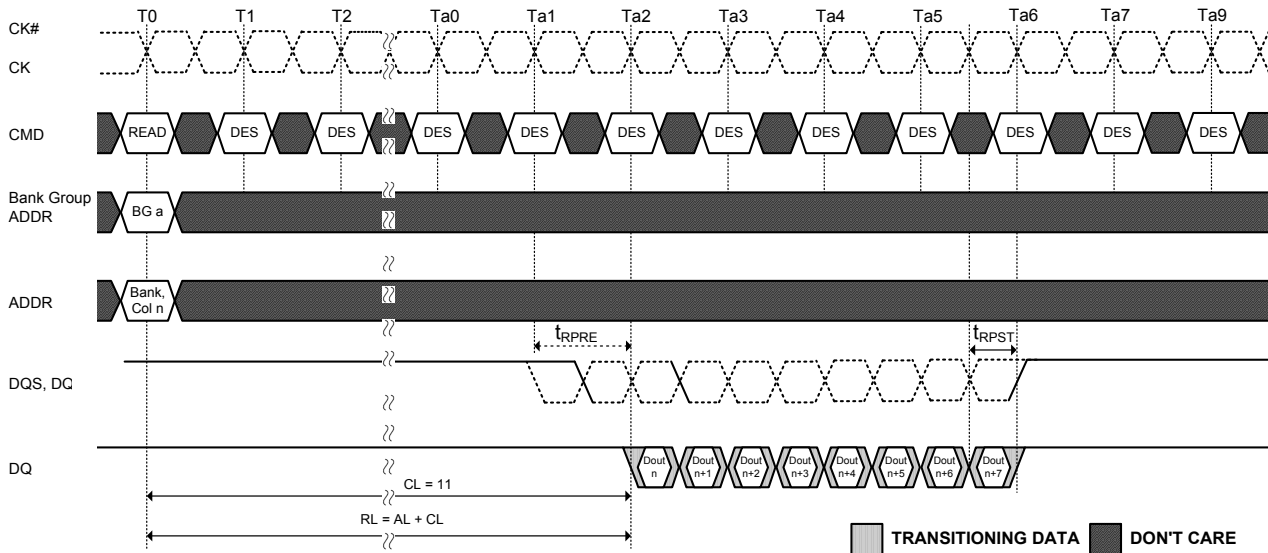 T0 T1 T2 Ta0 Ta1 Ta2 Ta3 Ta4 Ta5 Ta6 Ta7 Ta9
CK#
CK
CMD READ DES DES DES DES DES DES DES DES DES DES DES
Bank Group
ADDR
BG a
ADDR
Bank,
Col n
tRPRE tRPST
DQS, DQ
DQ
Dout Dout Dout Dout Dout Dout Dout Dout
n n+1 n+2 n+3 n+4 n+5 n+6 n+7
CL = 11
RL = AL + CL
TRANSITIONING DATA DON'T CARE